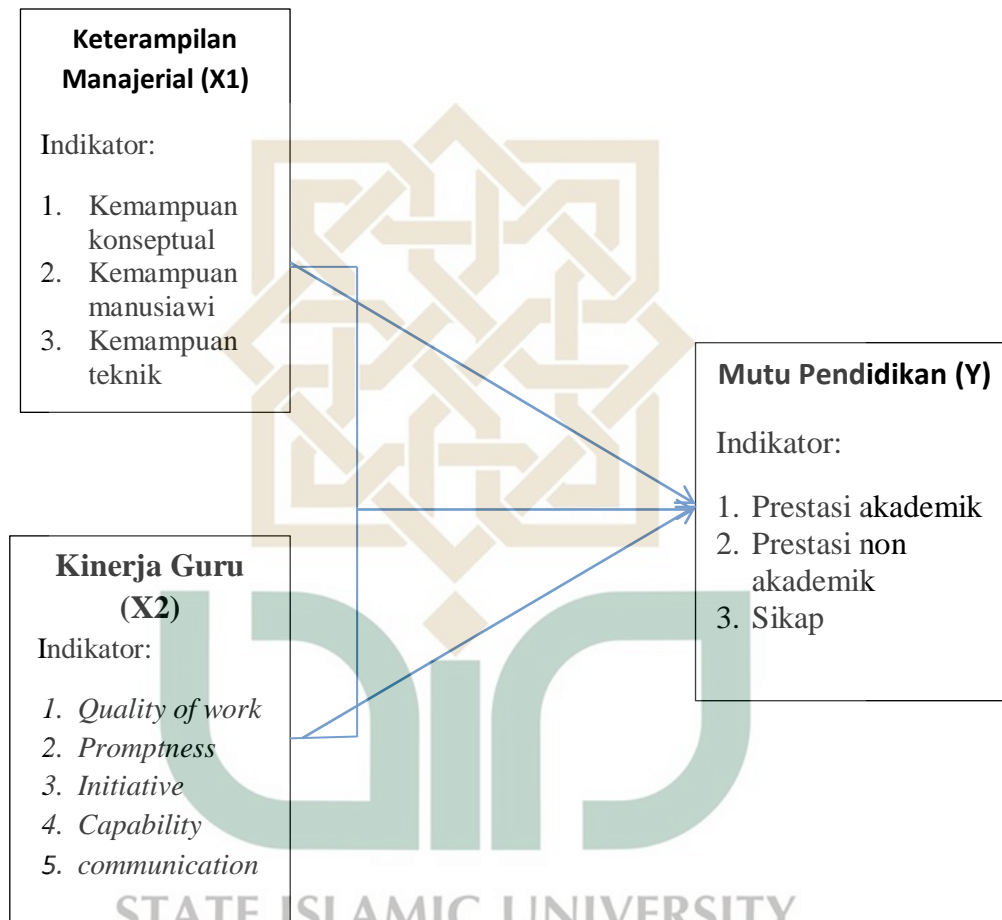 Keterampilan
Manajerial (X1)
Indikator:
1. Kemampuan
konseptual
2. Kemampuan
manusiawi
3. Kemampuan
teknik
Mutu Pendidikan (Y)
Indikator:
1. Prestasi akademik
2. Prestasi non
akademik
3. Sikap
Kinerja Guru
(X2)
Indikator:
1. Quality of work
2. Promptness
3. Initiative
4. Capability
5. communication
STATE ISLAMIC UNIVERSITY